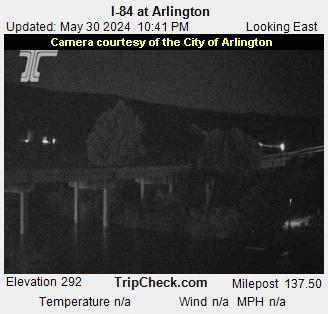 I-84 at Arlington
Updated: May 30 2024 10:41 PM Looking East
Camera courtesy of the City of Arlington
Elevation 292 TripCheck.com Milepost 137.50
Temperature n/a Wind n/a MPH n/a